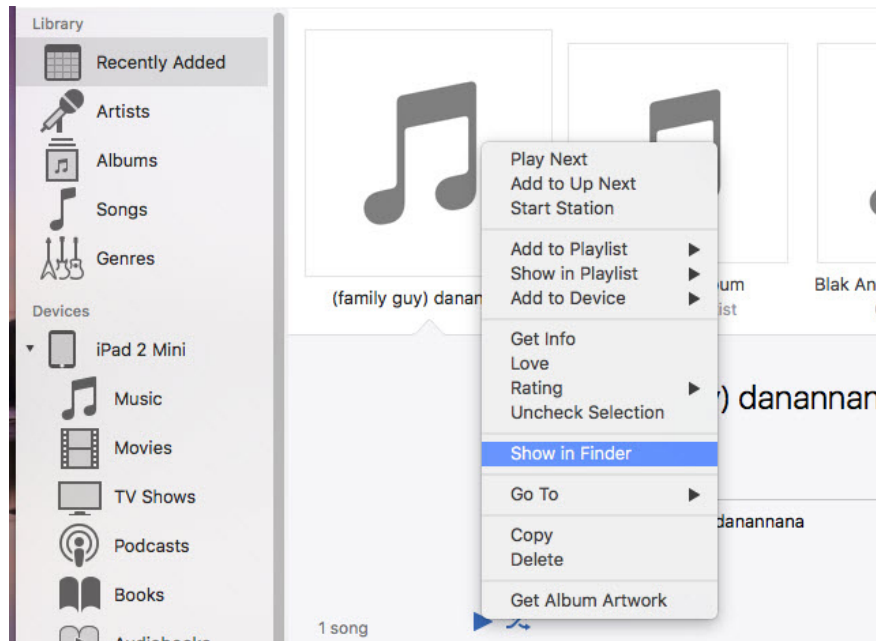 Library
Recently Added
Artists
Albums
Songs
Genres
Devices
iPad 2 Mini
Music
Movies
TV Shows
Podcasts
Books
Audiobooks
(family guy) danan
um
ist
Blak An
Play Next
Add to Up Next
Start Station
Add to Playlist
Show in Playlist
Add to Device
Get Info
Love
Rating
Uncheck Selection
Show in Finder
Go To
Copy
Delete
Get Album Artwork
) danannan
danannana
1 song